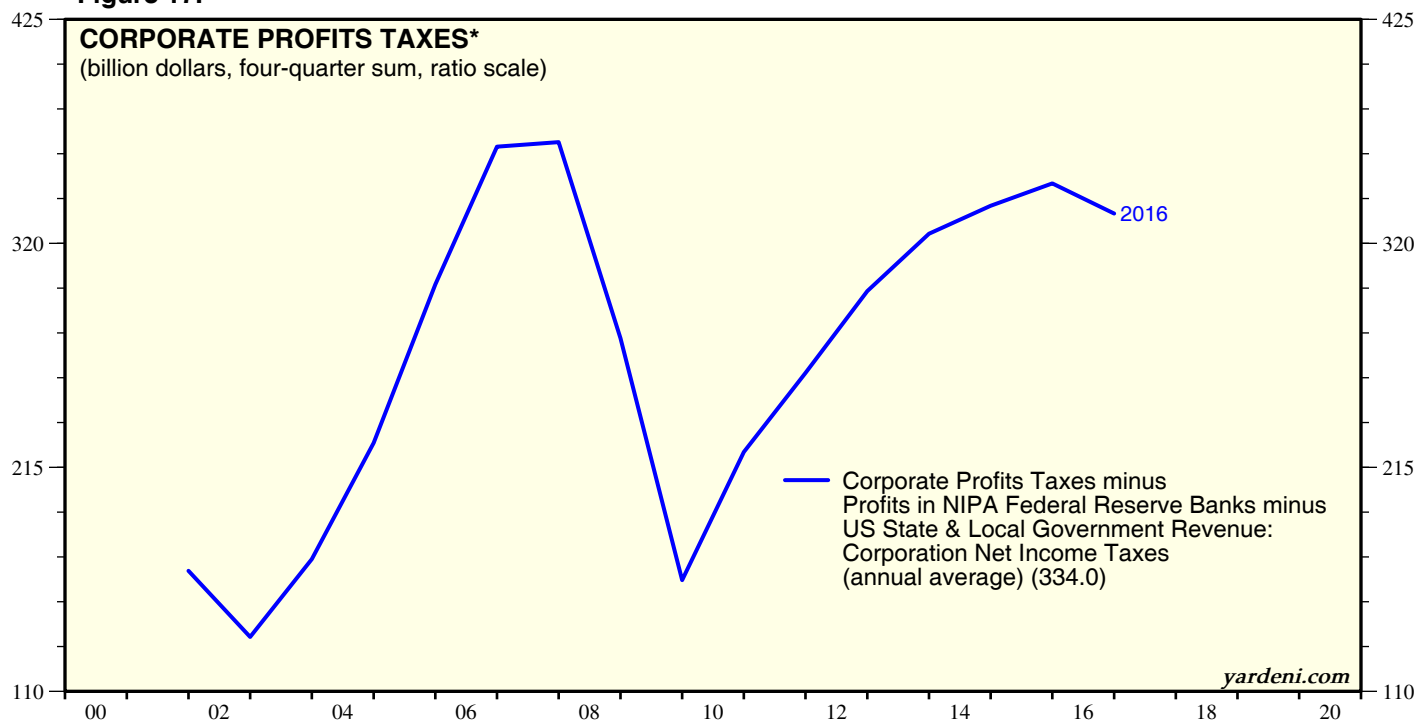 CORPORATE PROFITS TAXES*
(billion dollars, four-quarter sum, ratio scale)
425
425
320
320
215
215
110
110
2016
Corporate Profits Taxes minus
Profits in NIPA Federal Reserve Banks minus
US State & Local Government Revenue:
Corporation Net Income Taxes
(annual average) (334.0)
yardeni.com
00 02 04 06 08 10 12 14 16 18 20